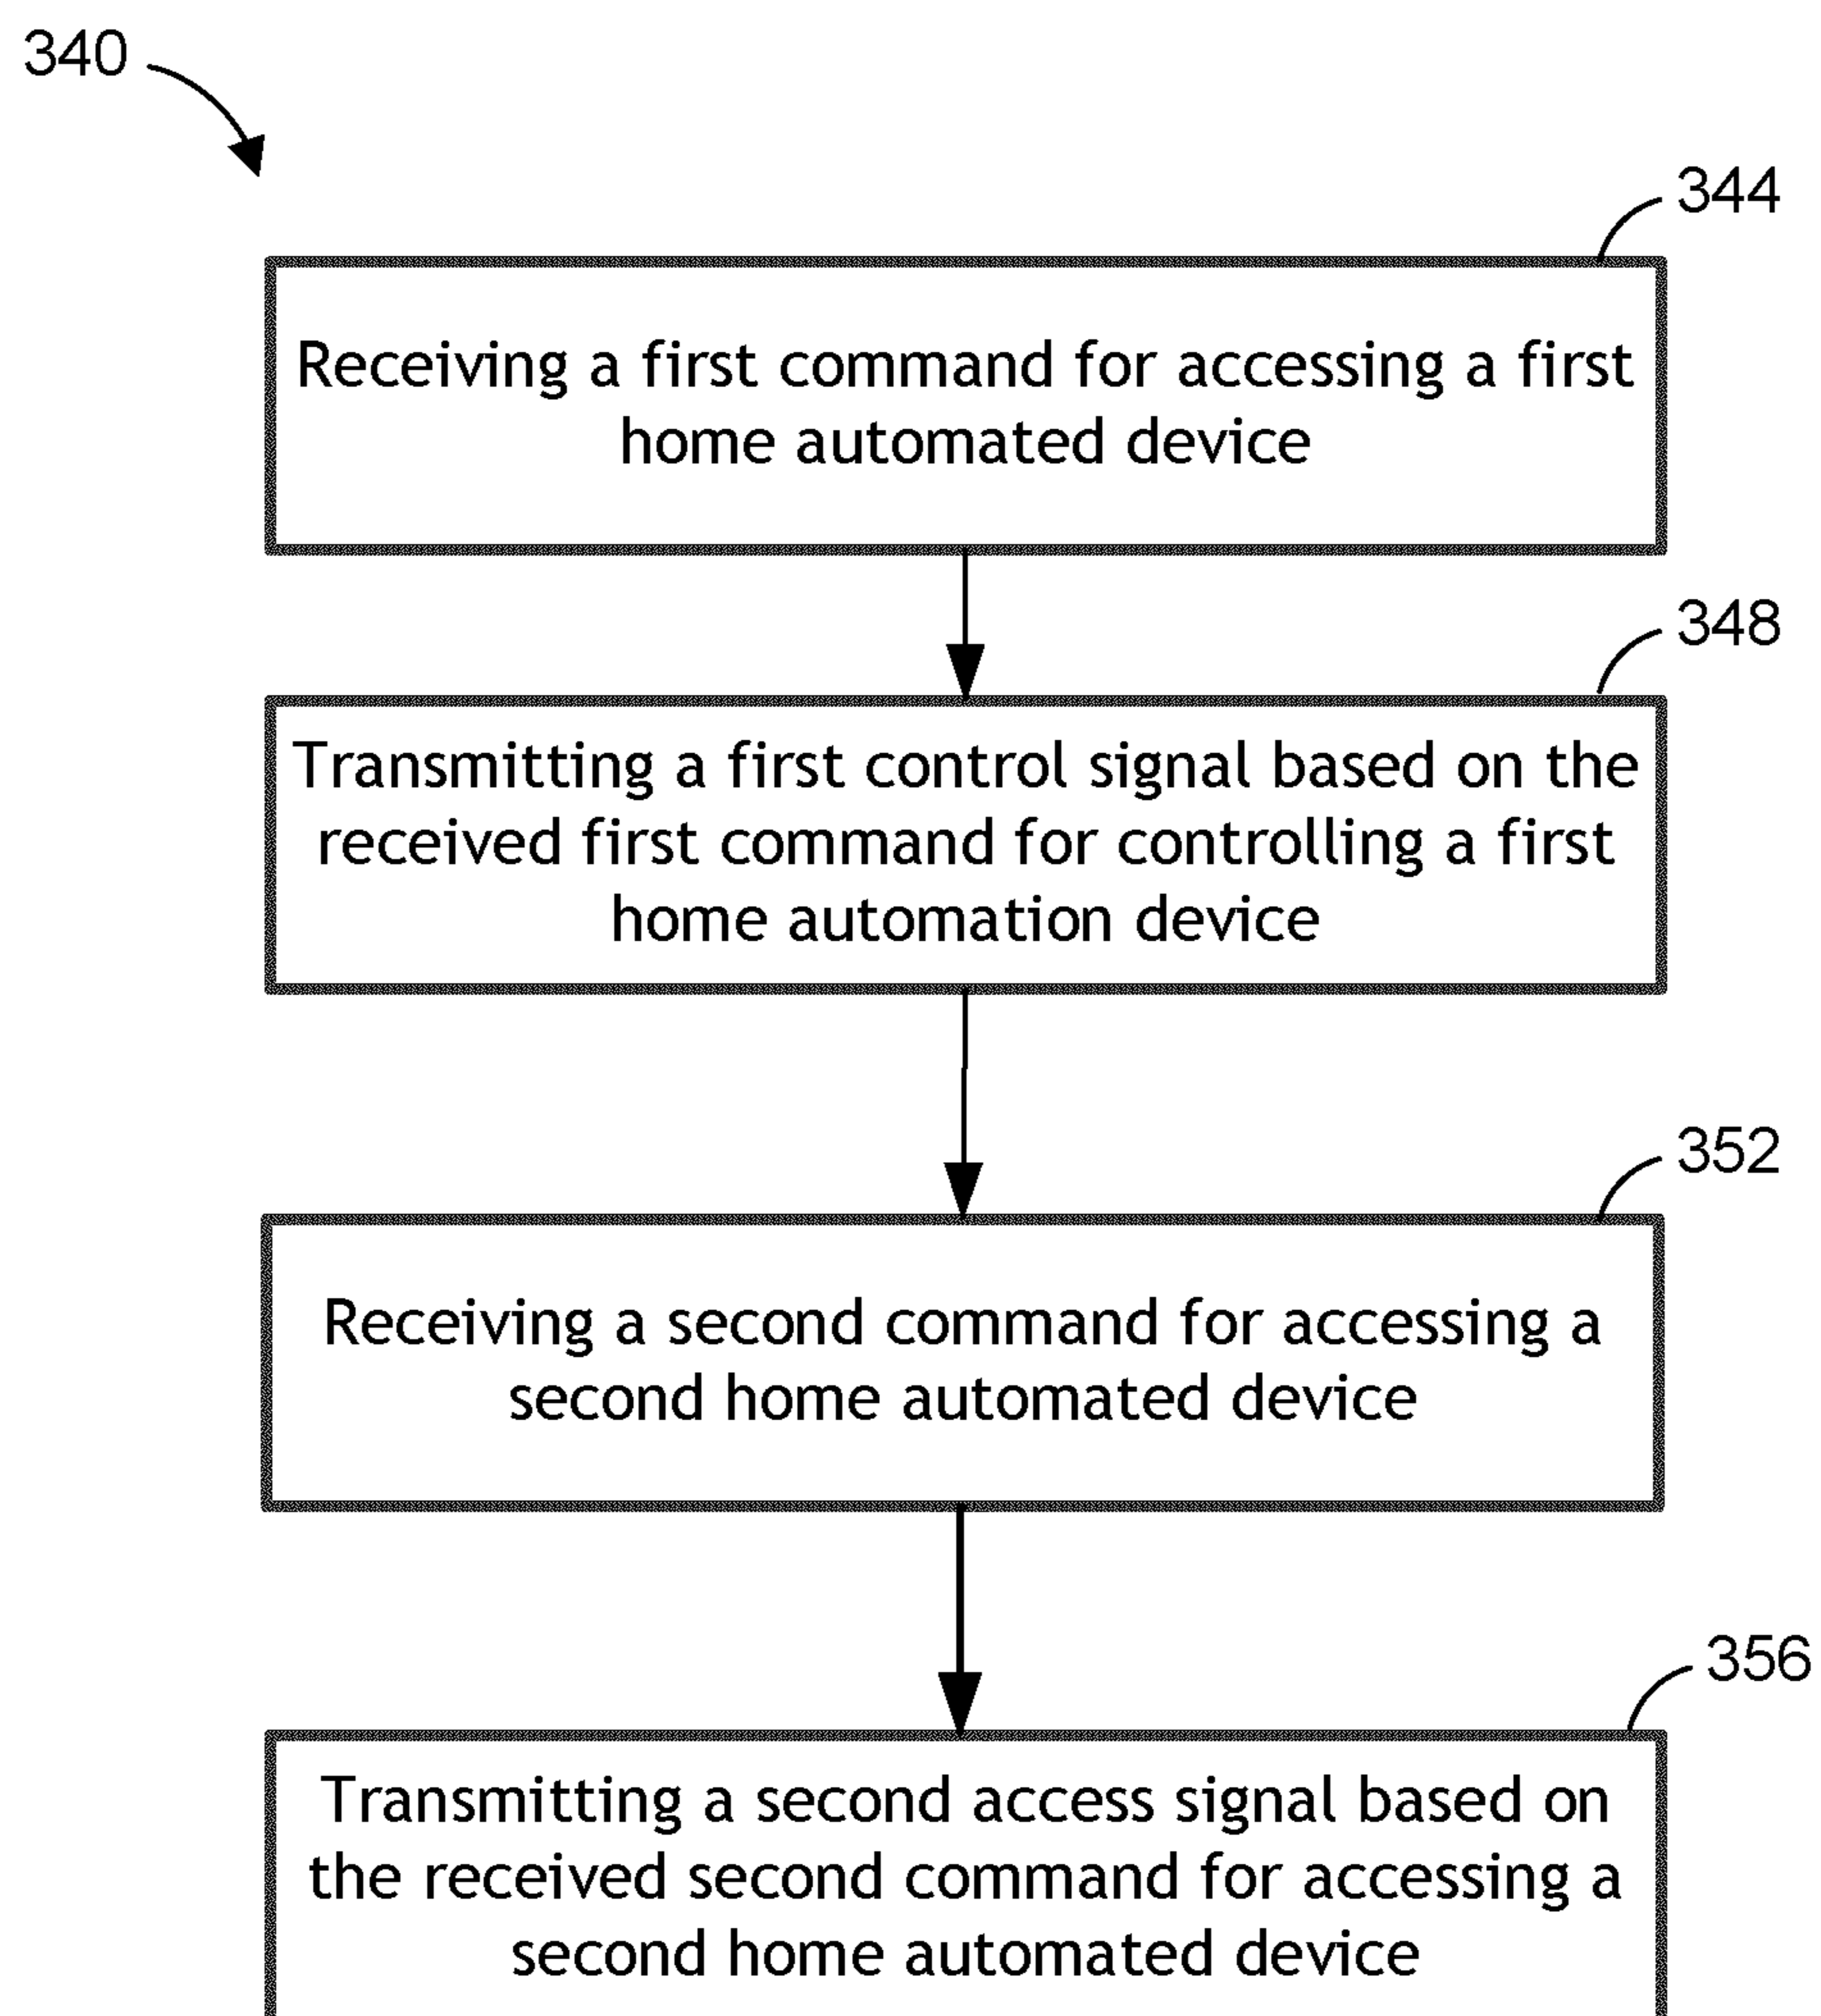 340
344
Receiving a first command for accessing a first
home automated device
348
Transmitting a first control signal based on the
received first command for controlling a first
home automation device
352
Receiving a second command for accessing a
second home automated device
356
Transmitting a second access signal based on
the received second command for accessing a
second home automated device